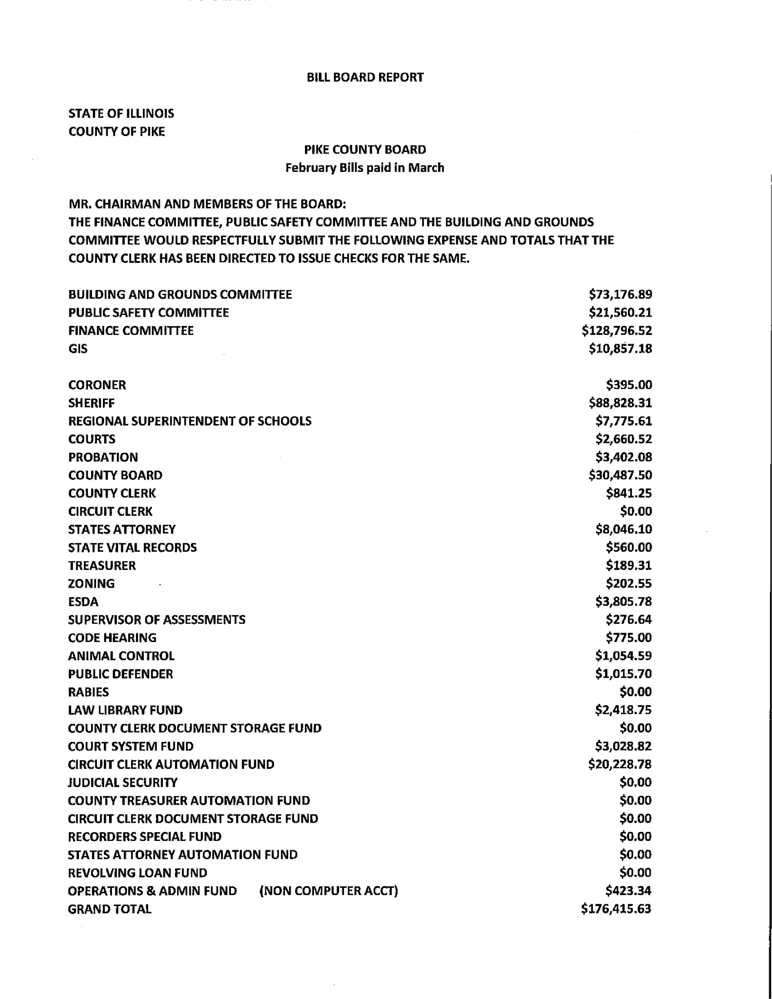 BILL BOARD REPORT
STATE OF ILLINOIS
COUNTY OF PIKE
PIKE COUNTY BOARD
February Bills paid in March
MR. CHAIRMAN AND MEMBERS OF THE BOARD:
THE FINANCE COMMITTEE, PUBLIC SAFETY COMMITTEE AND THE BUILDING AND GROUNDS
COMMITTEE WOULD RESPECTFULLY SUBMIT THE FOLLOWING EXPENSE AND TOTALS THAT THE
COUNTY CLERK HAS BEEN DIRECTED TO ISSUE CHECKS FOR THE SAME.
BUILDING AND GROUNDS COMMITTEE $73,176.89
PUBLIC SAFETY COMMITTEE $21,560.21
FINANCE COMMITTEE $128,796.52
GIS $10,857.18
CORONER $395.00
SHERIFF $88,828.31
REGIONAL SUPERINTENDENT OF SCHOOLS $7,775.61
COURTS $2,660.52
PROBATION $3,402.08
COUNTY BOARD $30,487.50
COUNTY CLERK $841.25
CIRCUIT CLERK $0.00
STATES ATTORNEY $8,046.10
STATE VITAL RECORDS $560.00
TREASURER $189.31
ZONING $202.55
ESDA $3,805.78
SUPERVISOR OF ASSESSMENTS $276.64
CODE HEARING $775.00
ANIMAL CONTROL $1,054.59
PUBLIC DEFENDER $1,015.70
RABIES $0.00
LAW LIBRARY FUND $2,418.75
COUNTY CLERK DOCUMENT STORAGE FUND $0.00
COURT SYSTEM FUND $3,028.82
CIRCUIT CLERK AUTOMATION FUND $20,228.78
JUDICIAL SECURITY $0.00
COUNTY TREASURER AUTOMATION FUND $0.00
CIRCUIT CLERK DOCUMENT STORAGE FUND $0.00
RECORDERS SPECIAL FUND $0.00
STATES ATTORNEY AUTOMATION FUND $0.00
REVOLVING LOAN FUND $0.00
OPERATIONS & ADMIN FUND (NON COMPUTER ACCT) $423.34
GRAND TOTAL $176,415.63